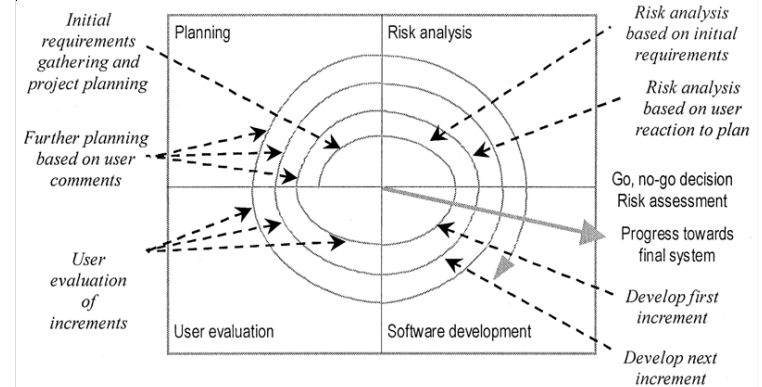 Initial
requirements
gathering and
project planning
Further planning
based on user
comments
User
evaluation
of
increments
Planning
Risk analysis
User evaluation
Software development
Risk analysis
based on initial
requirements
Risk analysis
based on user
reaction to plan
Go, no-go decision
Risk assessment
Progress towards
final system
Develop first
increment
Develop next
increment